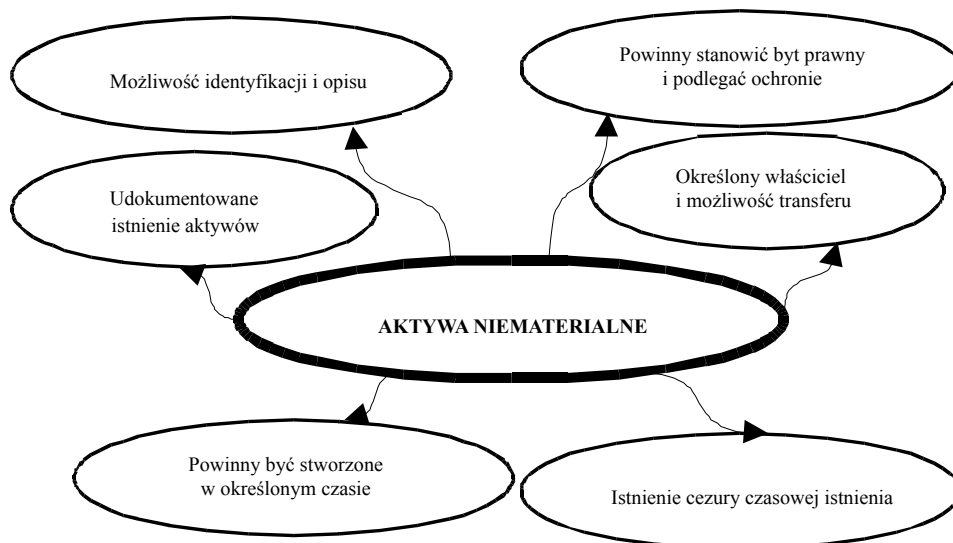 Możliwość identyfikacji i opisu
Powinny stanowić byt prawny
i podlegać ochronie
Udokumentowane
istnienie aktywów
Określony właściciel
i możliwość transferu
AKTYWA NIEMATERIALNE
Powinny być stworzone
w określonym czasie
Istnienie cezury czasowej istnienia